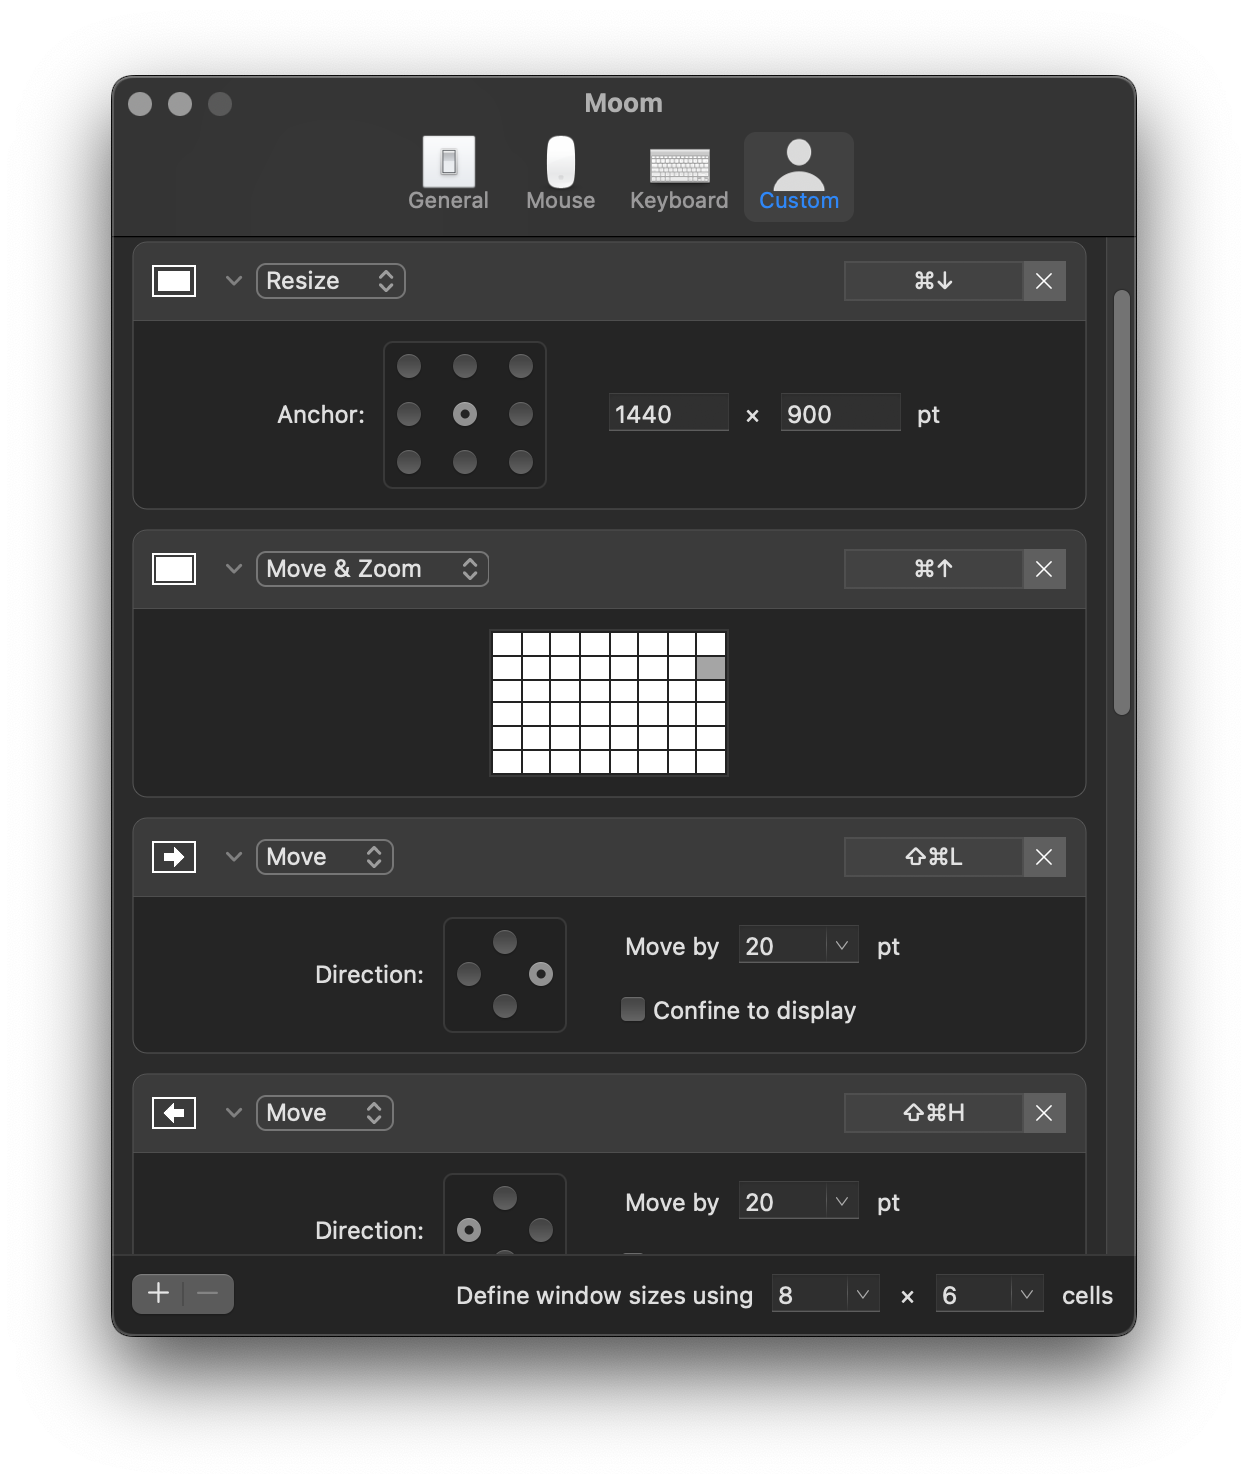 Moom
General Mouse Keyboard Custom
Resize ⌘↓
Anchor: 1440 × 900 pt
Move & Zoom ⌘↑
Move ⇧⌘L
Move by 20 pt
Direction:
Confine to display
Move ⇧⌘H
Move by 20 pt
Direction:
Define window sizes using 8 × 6 cells